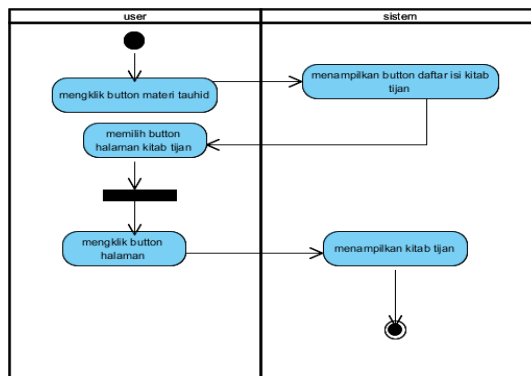 user
sistem
mengklik button materi tauhid
menampilkan button daftar isi kitab
tijan
memilih button
halaman kitab tijan
mengklik button
halaman
menampilkan kitab tijan